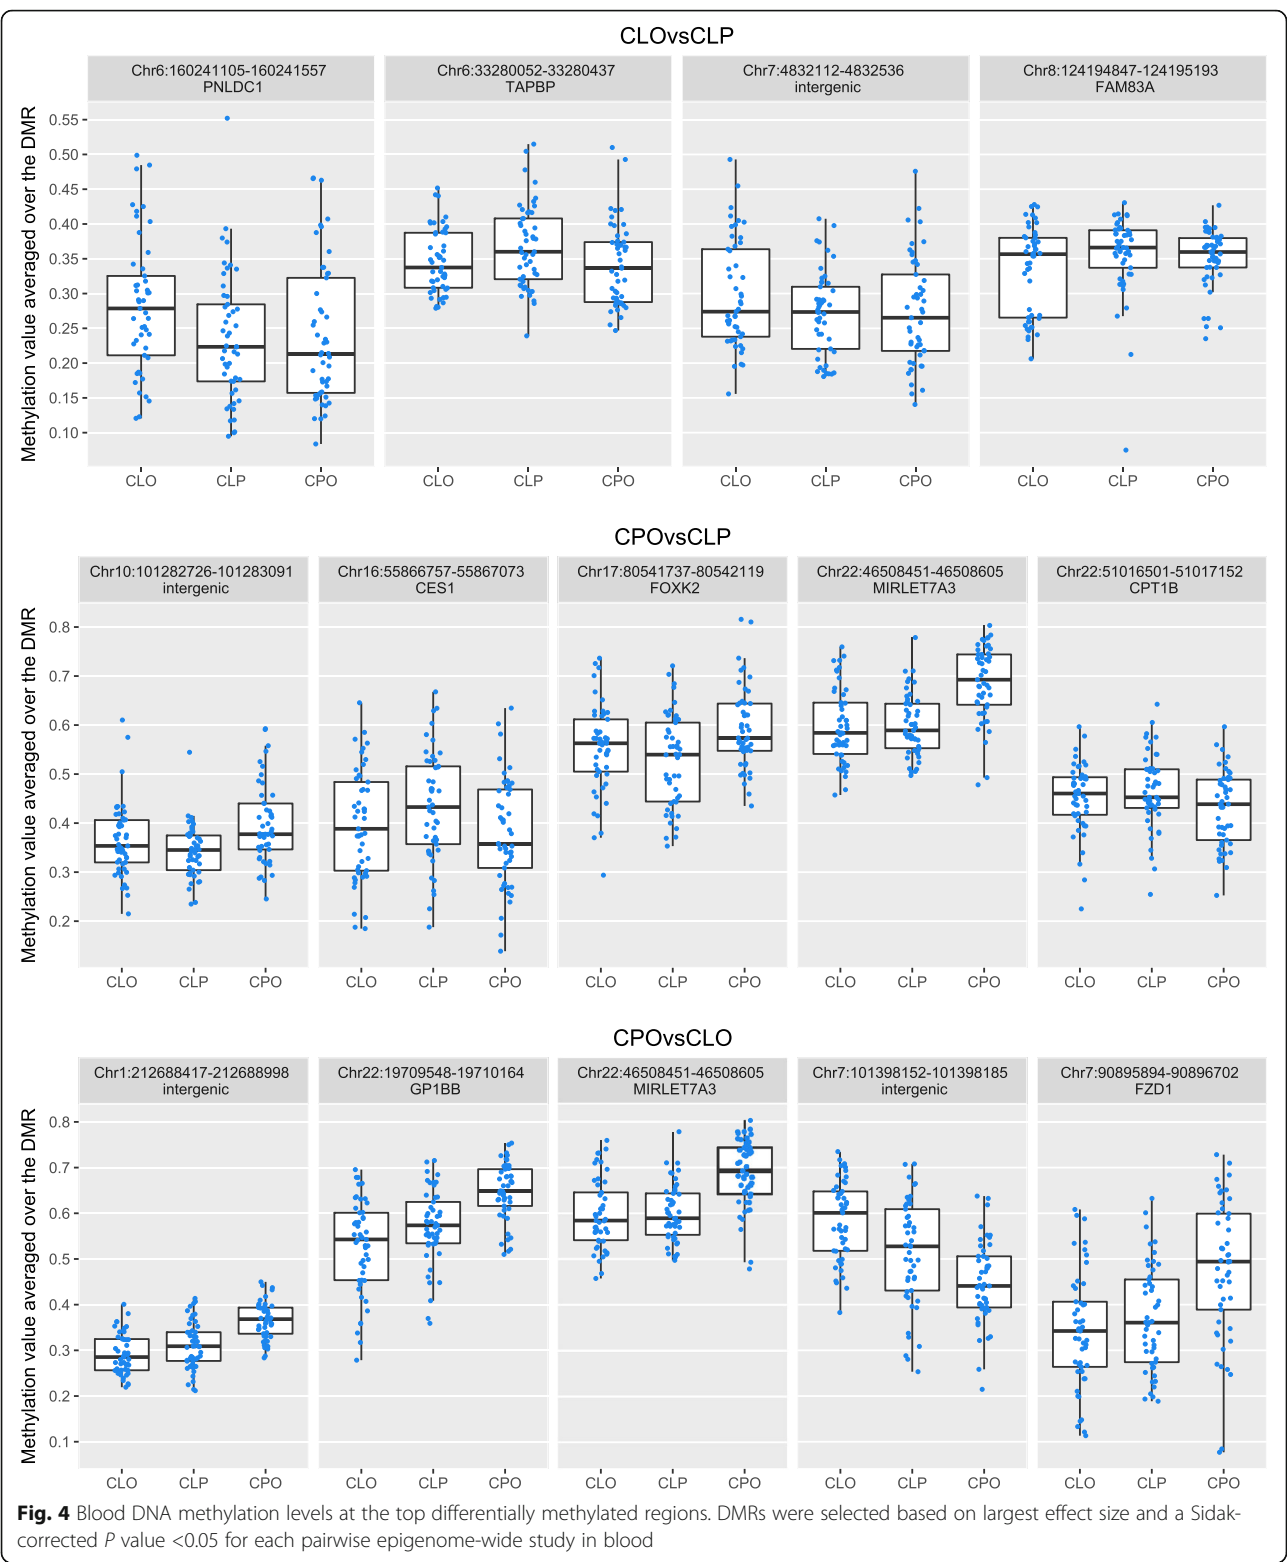 CLOvsCLP
Chr6:160241105-160241557
PNLDC1
Chr6:33280052-33280437
TAPBP
Chr7:4832112-4832536
intergenic
Chr8:124194847-124195193
FAM83A
Methylation value averaged over the DMR
0.55
0.50
0.45
0.40
0.35
0.30
0.25
0.20
0.15
0.10
CLO CLP CPO
CLO CLP CPO
CLO CLP CPO
CLO CLP CPO
CPOvsCLP
Chr10:101282726-101283091
intergenic
Chr16:55866757-55867073
CES1
Chr17:80541737-80542119
FOXK2
Chr22:46508451-46508605
MIRLET7A3
Chr22:51016501-51017152
CPT1B
Methylation value averaged over the DMR
0.8
0.7
0.6
0.5
0.4
0.3
0.2
CLO CLP CPO
CLO CLP CPO
CLO CLP CPO
CLO CLP CPO
CLO CLP CPO
CPOvsCLO
Chr1:212688417-212688998
intergenic
Chr22:19709548-19710164
GP1BB
Chr22:46508451-46508605
MIRLET7A3
Chr7:101398152-101398185
intergenic
Chr7:90895894-90896702
FZD1
Methylation value averaged over the DMR
0.8
0.7
0.6
0.5
0.4
0.3
0.2
0.1
CLO CLP CPO
CLO CLP CPO
CLO CLP CPO
CLO CLP CPO
CLO CLP CPO
Fig. 4 Blood DNA methylation levels at the top differentially methylated regions. DMRs were selected based on largest effect size and a Sidak-
corrected P value <0.05 for each pairwise epigenome-wide study in blood